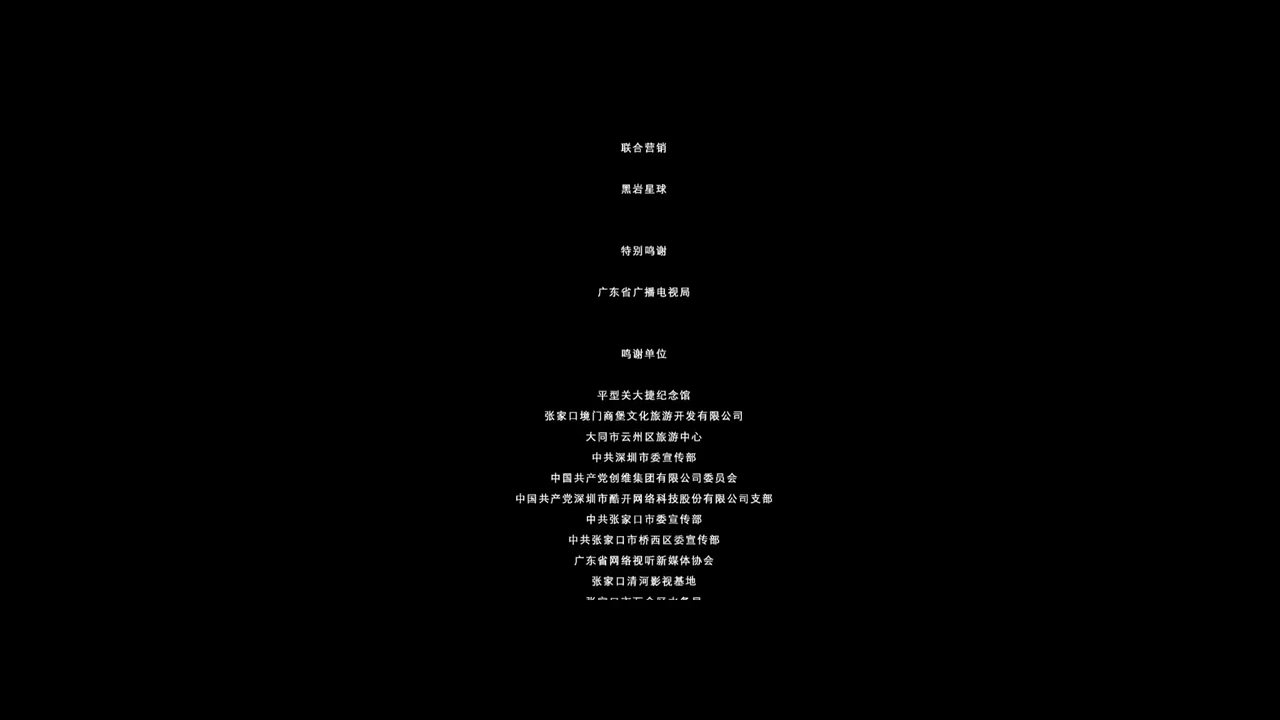 联合营销
黑岩星球
特别鸣谢
广东省广播电视局
鸣谢单位
平型关大捷纪念馆
张家口境门商堡文化旅游开发有限公司
大同市云州区旅游中心
中共深圳市委宣传部
中国共产党创维集团有限公司委员会
中国共产党深圳市酷开网络科技股份有限公司支部
中共张家口市委宣传部
中共张家口市桥西区委宣传部
广东省网络视听新媒体协会
张家口清河影视基地